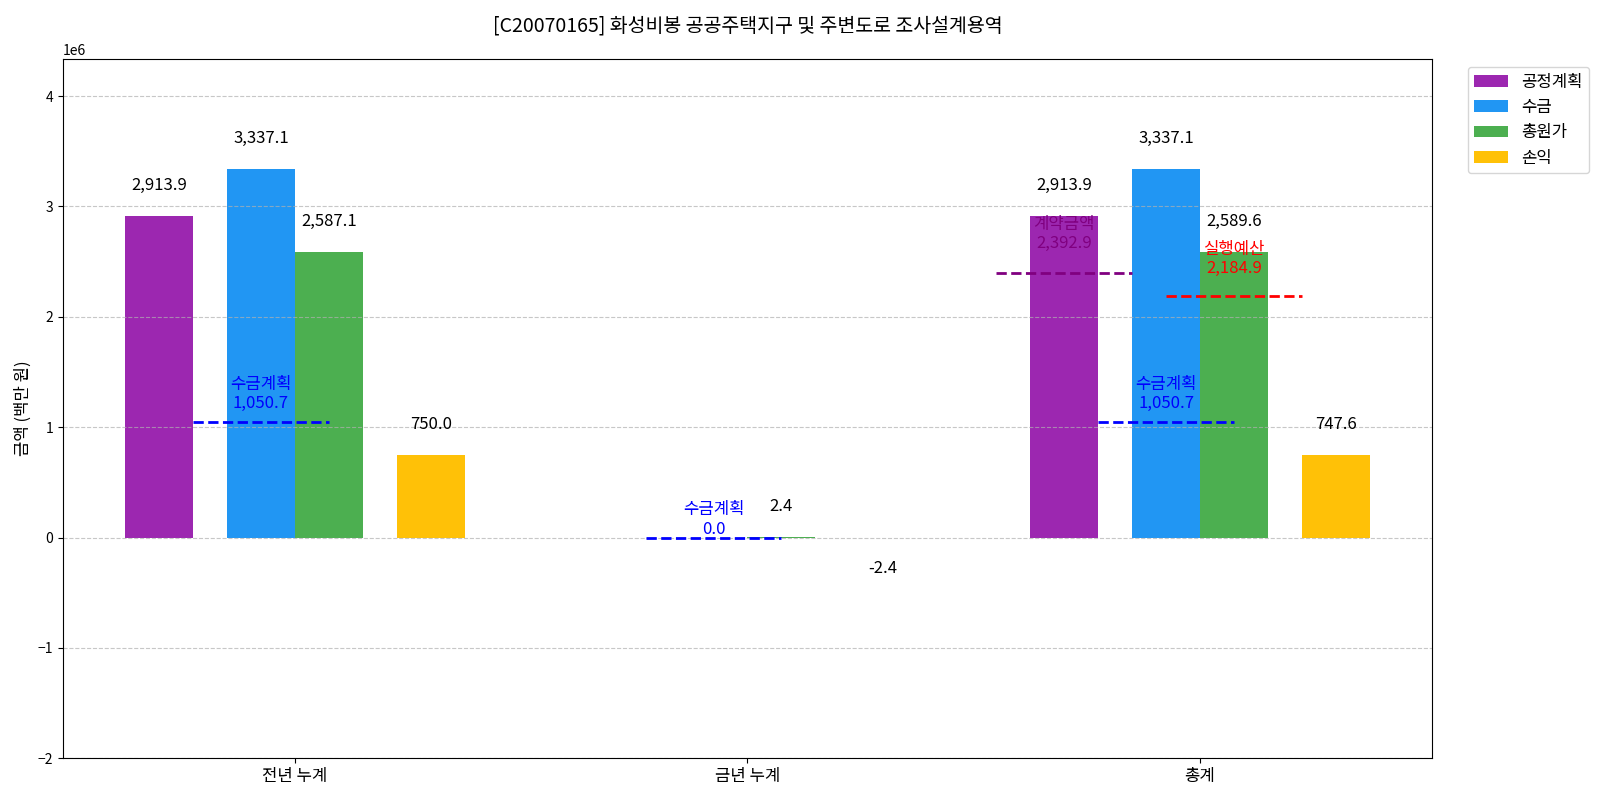 [C20070165] 화성비봉 공공주택지구 및 주변도로 조사설계용역
1e6
4
3
2
1
0
−1
−2
금액 (백만 원)
2,913.9
3,337.1
2,587.1
수금계획
1,050.7
750.0
수금계획
0.0
2.4
-2.4
2,913.9
3,337.1
2,589.6
계약금액
2,392.9
실행예산
2,184.9
수금계획
1,050.7
747.6
전년 누계
금년 누계
총계
공정계획
수금
총원가
손익